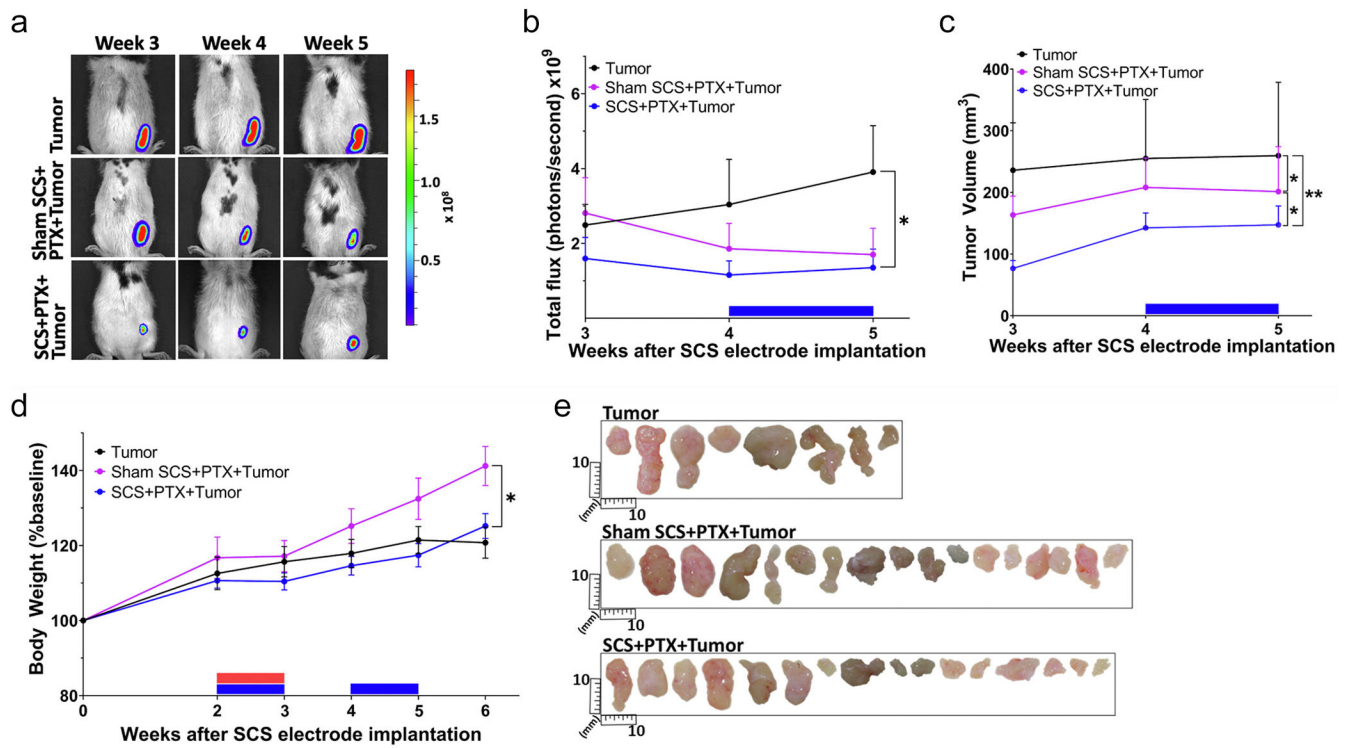 a
Week 3 Week 4 Week 5
Tumor
Sham SCS+
PTX+Tumor
SCS+PTX+
Tumor
1.5
1.0
0.5
x 10⁸
b
Total flux (photons/second) x10⁹
Tumor
Sham SCS+PTX+Tumor
SCS+PTX+Tumor
6
4
2
*
3 4 5
Weeks after SCS electrode implantation
c
Tumor Volume (mm³)
Tumor
Sham SCS+PTX+Tumor
SCS+PTX+Tumor
400
300
200
100
0
*
*
**
3 4 5
Weeks after SCS electrode implantation
d
Body Weight (%baseline)
Tumor
Sham SCS+PTX+Tumor
SCS+PTX+Tumor
140
120
100
80
*
0 2 3 4 5 6
Weeks after SCS electrode implantation
e
Tumor
10
(mm)
10
Sham SCS+PTX+Tumor
10
(mm)
10
SCS+PTX+Tumor
10
(mm)
10